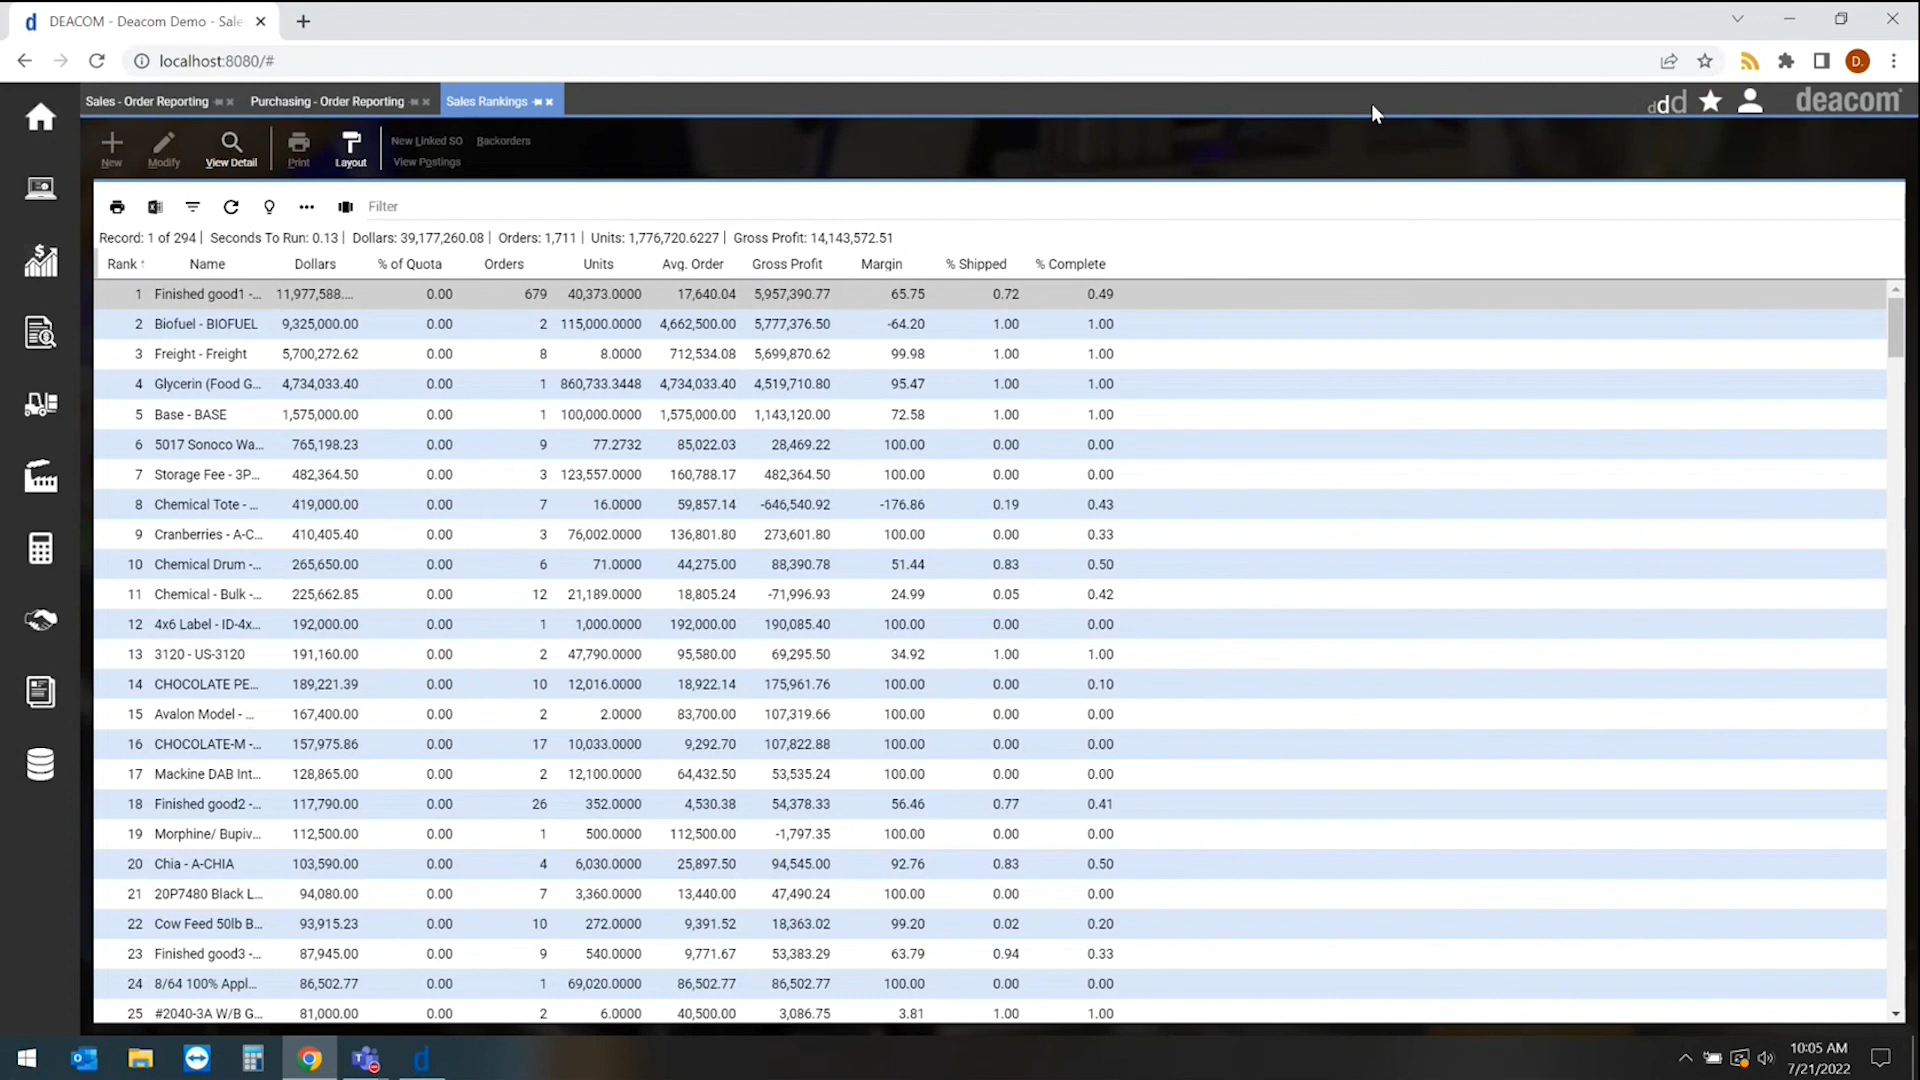 DEACOM - Deacom Demo - Sale
localhost:8080/#
D.
Sales - Order Reporting
Purchasing - Order Reporting
Sales Rankings
ddd
deacom
New
Modify
View Detail
Print
Layout
New Linked SO
Backorders
View Postings
Filter
Record: 1 of 294 | Seconds To Run: 0.13 | Dollars: 39,177,260.08 | Orders: 1,711 | Units: 1,776,720.6227 | Gross Profit: 14,143,572.51
Rank Name Dollars % of Quota Orders Units Avg. Order Gross Profit Margin % Shipped % Complete
1 Finished good1 -... 11,977,588.... 0.00 679 40,373.0000 17,640.04 5,957,390.77 65.75 0.72 0.49
2 Biofuel - BIOFUEL 9,325,000.00 0.00 2 115,000.0000 4,662,500.00 5,777,376.50 -64.20 1.00 1.00
3 Freight - Freight 5,700,272.62 0.00 8 8.0000 712,534.08 5,699,870.62 99.98 1.00 1.00
4 Glycerin (Food G... 4,734,033.40 0.00 1 860,733.3448 4,734,033.40 4,519,710.80 95.47 1.00 1.00
5 Base - BASE 1,575,000.00 0.00 1 100,000.0000 1,575,000.00 1,143,120.00 72.58 1.00 1.00
6 5017 Sonoco Wa... 765,198.23 0.00 9 77.2732 85,022.03 28,469.22 100.00 0.00 0.00
7 Storage Fee - 3P... 482,364.50 0.00 3 123,557.0000 160,788.17 482,364.50 100.00 0.00 0.00
8 Chemical Tote - ... 419,000.00 0.00 7 16.0000 59,857.14 -646,540.92 -176.86 0.19 0.43
9 Cranberries - A-C... 410,405.40 0.00 3 76,002.0000 136,801.80 273,601.80 100.00 0.00 0.33
10 Chemical Drum -... 265,650.00 0.00 6 71.0000 44,275.00 88,390.78 51.44 0.83 0.50
11 Chemical - Bulk -... 225,662.85 0.00 12 21,189.0000 18,805.24 -71,996.93 24.99 0.05 0.42
12 4x6 Label - ID-4x... 192,000.00 0.00 1 1,000.0000 192,000.00 190,085.40 100.00 0.00 0.00
13 3120 - US-3120 191,160.00 0.00 2 47,790.0000 95,580.00 69,295.50 34.92 1.00 1.00
14 CHOCOLATE PE... 189,221.39 0.00 10 12,016.0000 18,922.14 175,961.76 100.00 0.00 0.10
15 Avalon Model - ... 167,400.00 0.00 2 2.0000 83,700.00 107,319.66 100.00 0.00 0.00
16 CHOCOLATE-M -... 157,975.86 0.00 17 10,033.0000 9,292.70 107,822.88 100.00 0.00 0.00
17 Mackine DAB Int... 128,865.00 0.00 2 12,100.0000 64,432.50 53,535.24 100.00 0.00 0.00
18 Finished good2 -... 117,790.00 0.00 26 352.0000 4,530.38 54,378.33 56.46 0.77 0.41
19 Morphine/ Bupiv... 112,500.00 0.00 1 500.0000 112,500.00 -1,797.35 100.00 0.00 0.00
20 Chia - A-CHIA 103,590.00 0.00 4 6,030.0000 25,897.50 94,545.00 92.76 0.83 0.50
21 20P7480 Black L... 94,080.00 0.00 7 3,360.0000 13,440.00 47,490.24 100.00 0.00 0.00
22 Cow Feed 50lb B... 93,915.23 0.00 10 272.0000 9,391.52 18,363.02 99.20 0.02 0.20
23 Finished good3 -... 87,945.00 0.00 9 540.0000 9,771.67 53,383.29 63.79 0.94 0.33
24 8/64 100% Appl... 86,502.77 0.00 1 69,020.0000 86,502.77 86,502.77 100.00 0.00 0.00
25 #2040-3A W/B G... 81,000.00 0.00 2 6.0000 40,500.00 3,086.75 3.81 1.00 1.00
10:05 AM
7/21/2022